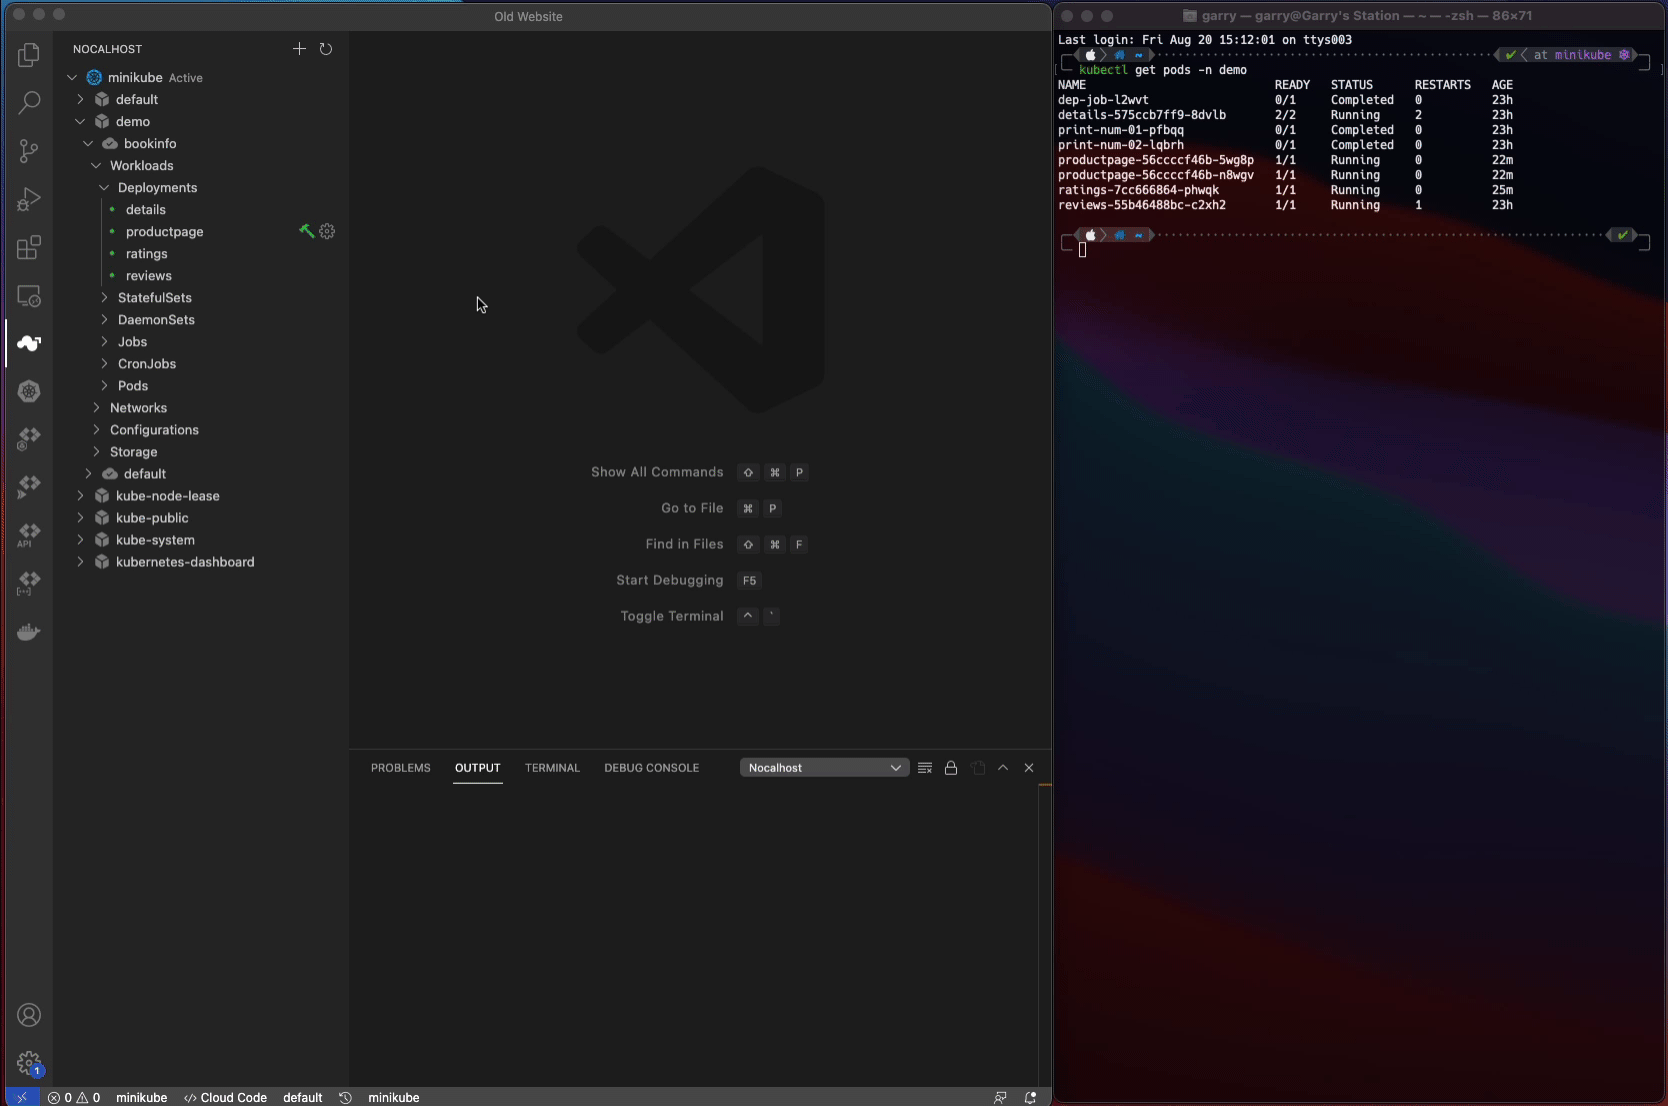 Old Website
NOCALHOST
minikube Active
default
demo
bookinfo
Workloads
Deployments
details
productpage
ratings
reviews
StatefulSets
DaemonSets
Jobs
CronJobs
Pods
Networks
Configurations
Storage
default
kube-node-lease
kube-public
kube-system
kubernetes-dashboard
API
1
Show All Commands ⇧ ⌘ P
Go to File ⌘ P
Find in Files ⇧ ⌘ F
Start Debugging F5
Toggle Terminal ^ `
PROBLEMS OUTPUT TERMINAL DEBUG CONSOLE Nocalhost
0 0 minikube Cloud Code default minikube
garry — garry@Garry's Station — ~ — -zsh — 86×71
Last login: Fri Aug 20 15:12:01 on ttys003
~ at minikube
kubectl get pods -n demo
NAME READY STATUS RESTARTS AGE
dep-job-l2wvt 0/1 Completed 0 23h
details-575ccb7ff9-8dvlb 2/2 Running 2 23h
print-num-01-pfbqq 0/1 Completed 0 23h
print-num-02-lqbrh 0/1 Completed 0 23h
productpage-56ccccf46b-5wg8p 1/1 Running 0 22m
productpage-56ccccf46b-n8wgv 1/1 Running 0 22m
ratings-7cc666864-phwqk 1/1 Running 0 25m
reviews-55b46488bc-c2xh2 1/1 Running 1 23h
~